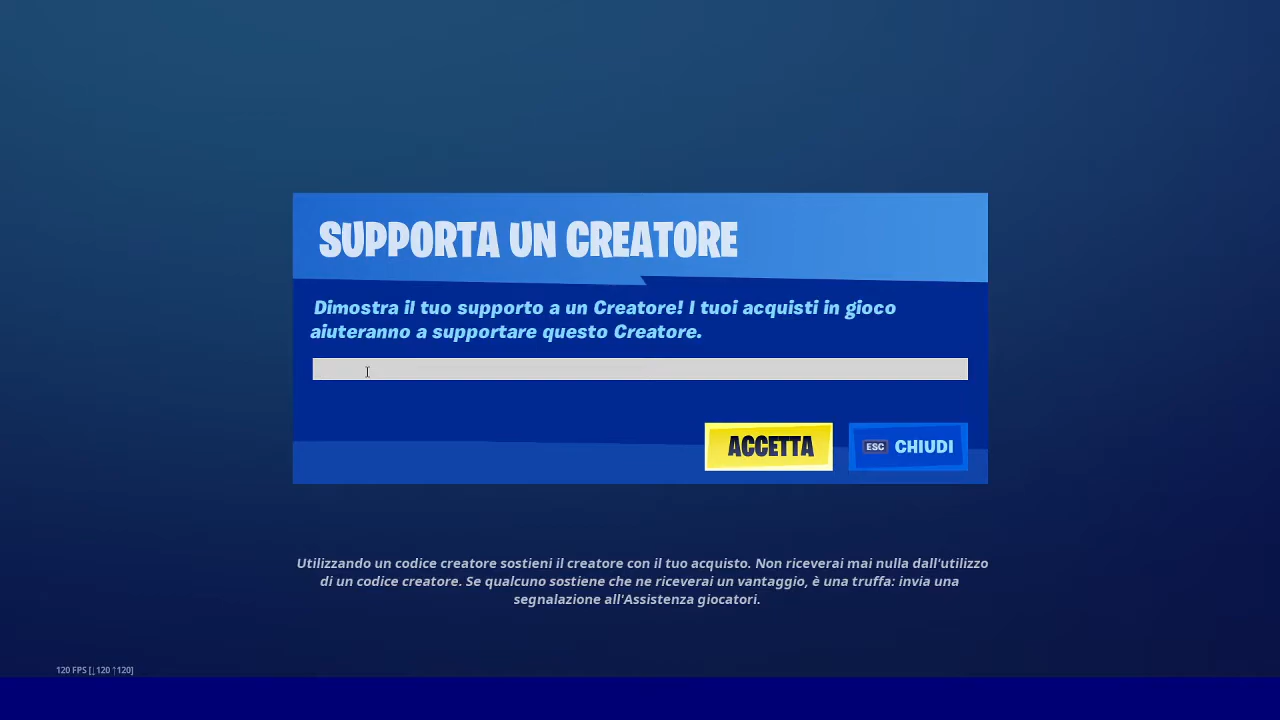 SUPPORTA UN CREATORE
Dimostra il tuo supporto a un Creatore! I tuoi acquisti in gioco
aiuteranno a supportare questo Creatore.
ACCETTA
ESC CHIUDI
Utilizzando un codice creatore sostieni il creatore con il tuo acquisto. Non riceverai mai nulla dall'utilizzo
di un codice creatore. Se qualcuno sostiene che ne riceverai un vantaggio, è una truffa: invia una
segnalazione all'Assistenza giocatori.
120 FPS [↓120 ↑120]